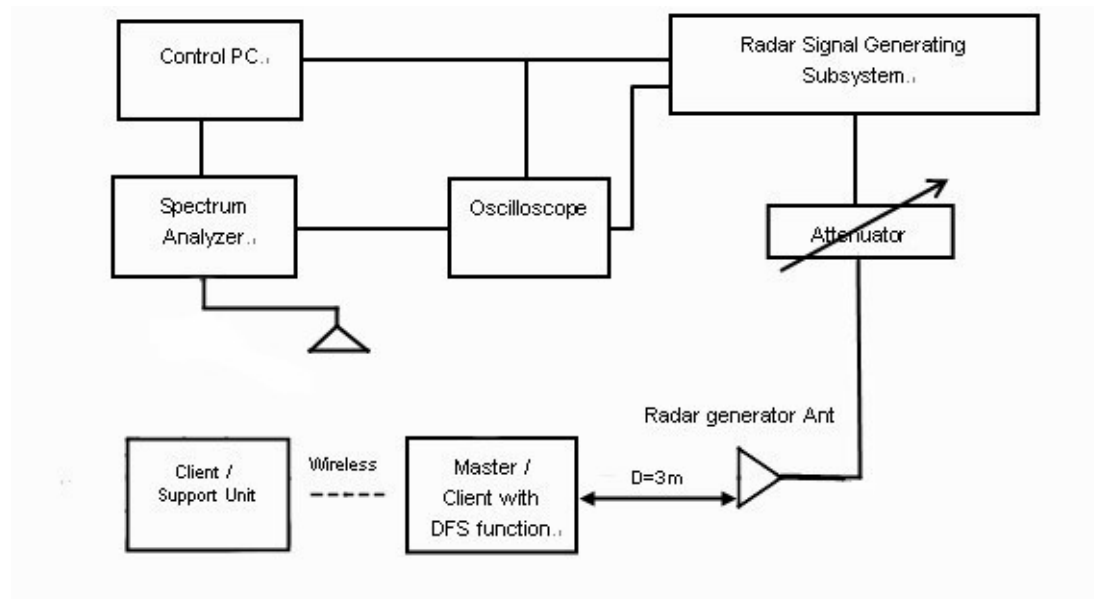 Control PC
Radar Signal Generating
Subsystem
Spectrum
Analyzer
Oscilloscope
Attenuator
Radar generator Ant
Client /
Support Unit
Wireless
Master /
Client with
DFS function
D=3m